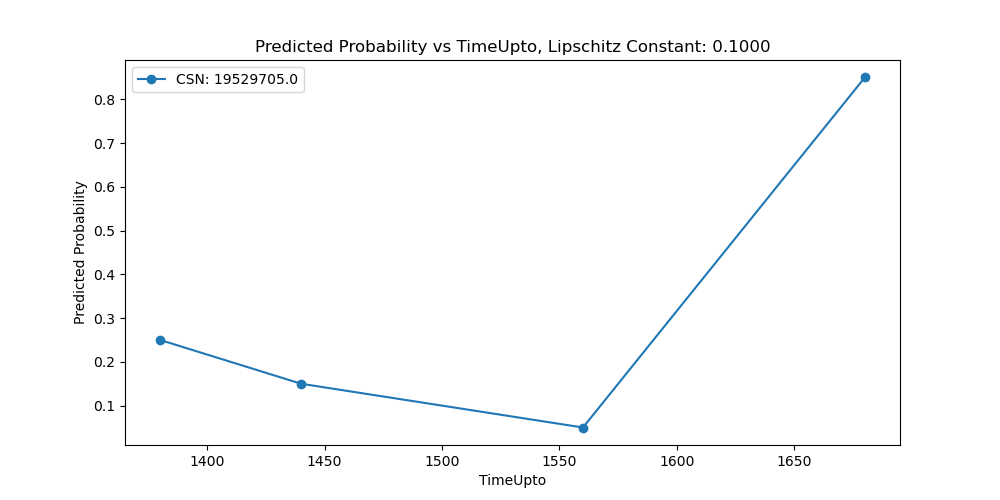 Predicted Probability vs TimeUpto, Lipschitz Constant: 0.1000
CSN: 19529705.0
Predicted Probability
0.8
0.7
0.6
0.5
0.4
0.3
0.2
0.1
1400 1450 1500 1550 1600 1650
TimeUpto